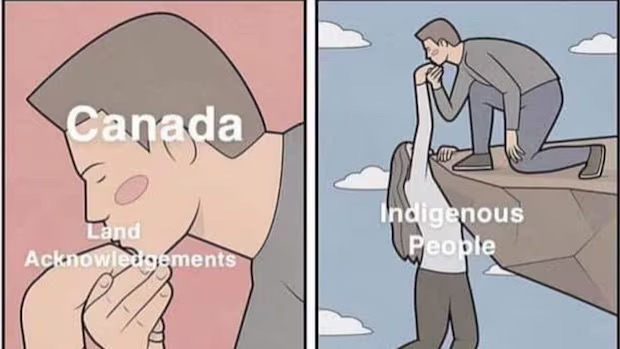 Canada
Land
Acknowledgements
Indigenous
People